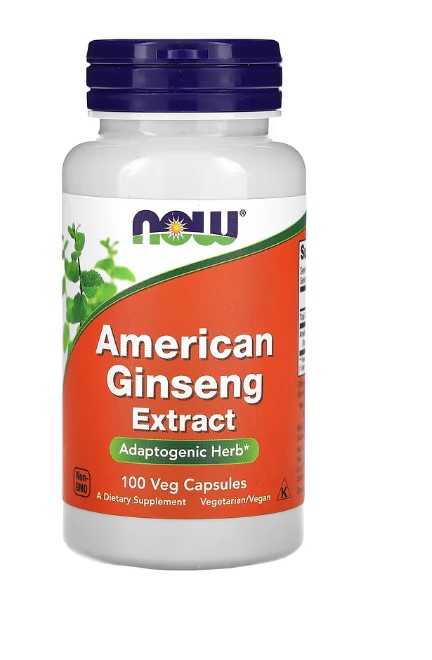 now®
American
Ginseng
Extract
Adaptogenic Herb*
100 Veg Capsules
Non-
GMO
A Dietary Supplement
Vegetarian/Vegan
K